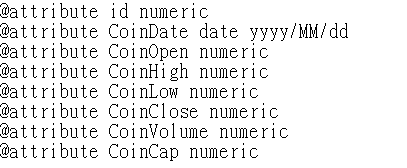 @attribute id numeric
@attribute CoinDate date yyyy/MM/dd
@attribute CoinOpen numeric
@attribute CoinHigh numeric
@attribute CoinLow numeric
@attribute CoinClose numeric
@attribute CoinVolume numeric
@attribute CoinCap numeric